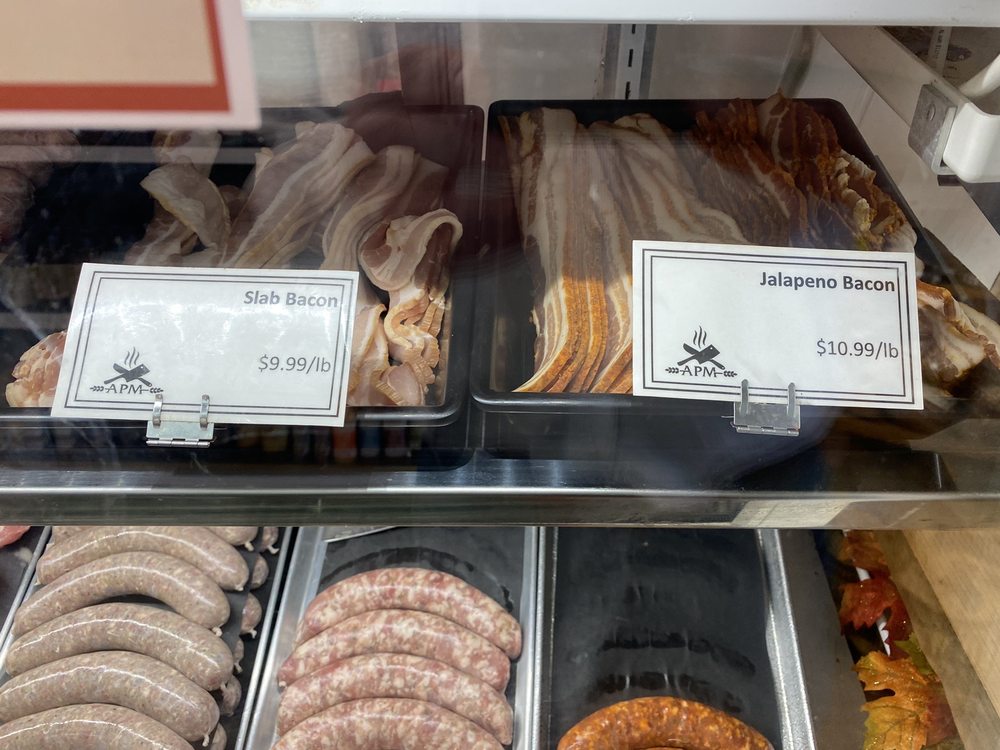 Slab Bacon
$9.99/lb
APM
Jalapeno Bacon
$10.99/lb
APM